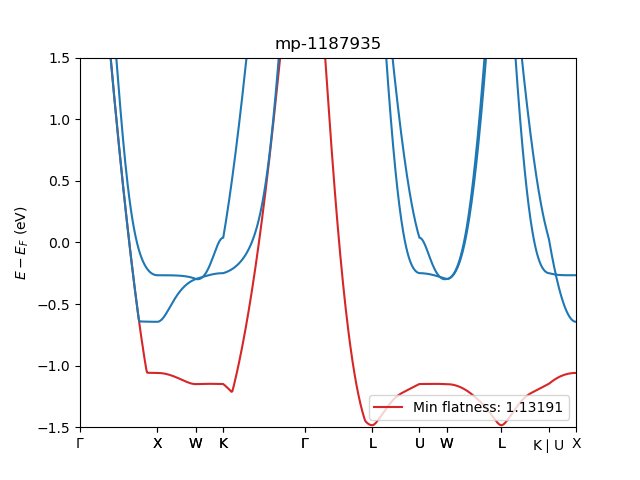 mp-1187935
E − E_F (eV)
1.5
1.0
0.5
0.0
−0.5
−1.0
−1.5
Min flatness: 1.13191
Γ X W K Γ L U W L K | U X